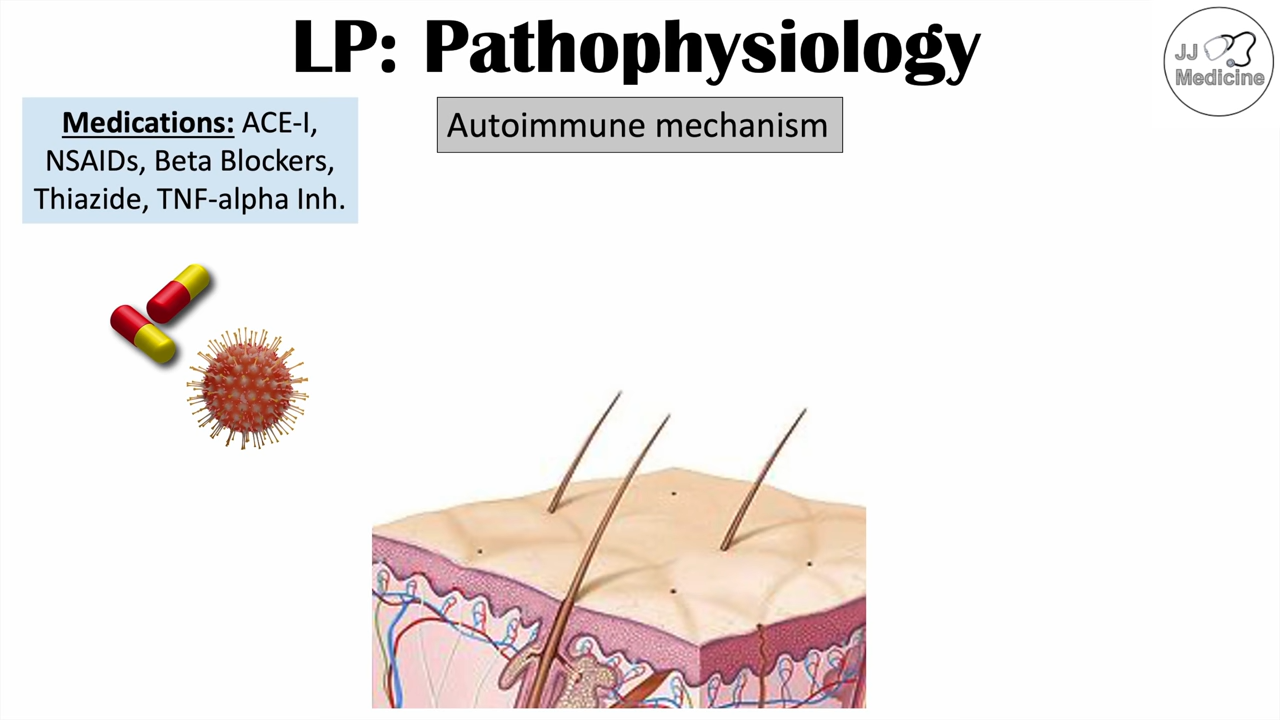 LP: Pathophysiology
JJ
Medicine
Medications: ACE-I,
NSAIDs, Beta Blockers,
Thiazide, TNF-alpha Inh.
Autoimmune mechanism